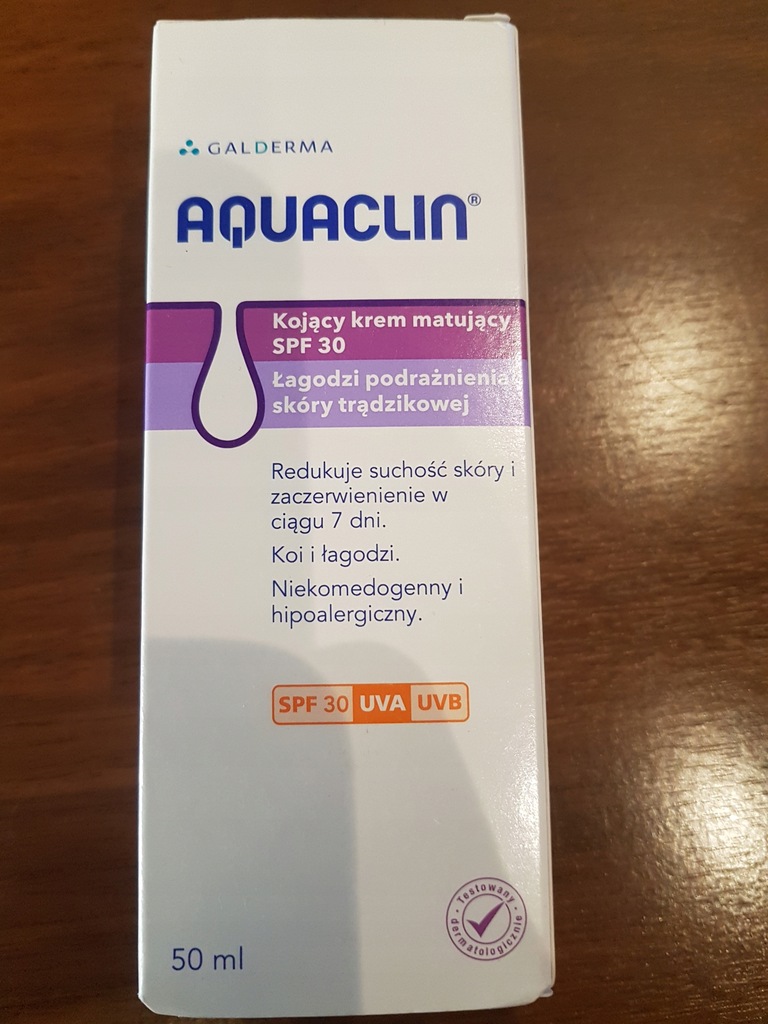 GALDERMA
AQUACLIN®
Kojący krem matujący
SPF 30
Łagodzi podrażnienia
skóry trądzikowej
Redukuje suchość skóry i
zaczerwienienie w
ciągu 7 dni.
Koi i łagodzi.
Niekomedogenny i
hipoalergiczny.
SPF 30 UVA UVB
Testowany
dermatologicznie
50 ml